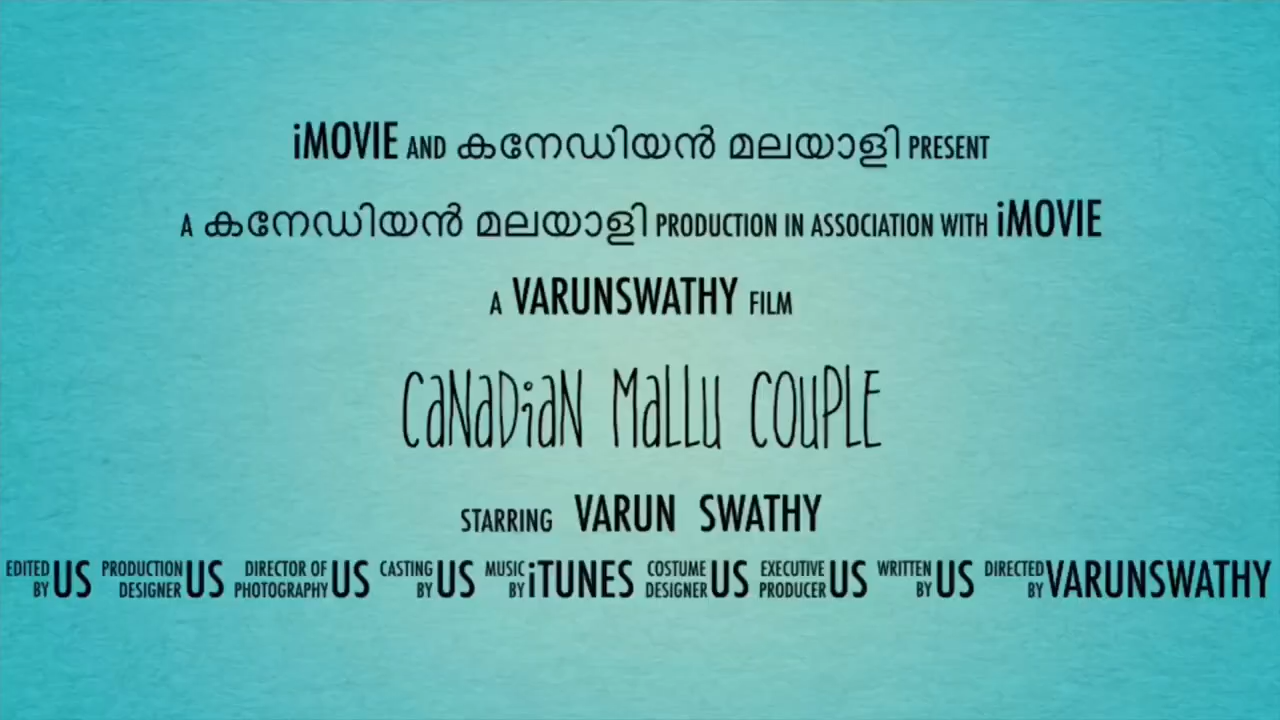 iMOVIE AND കനേഡിയൻ മലയാളി PRESENT
A കനേഡിയൻ മലയാളി PRODUCTION IN ASSOCIATION WITH iMOVIE
A VARUNSWATHY FILM
CANADIAN MALLU COUPLE
STARRING VARUN SWATHY
EDITED BY US PRODUCTION DESIGNER US DIRECTOR OF PHOTOGRAPHY US CASTING BY US MUSIC BY iTUNES COSTUME DESIGNER US EXECUTIVE PRODUCER US WRITTEN BY US DIRECTED BY VARUNSWATHY